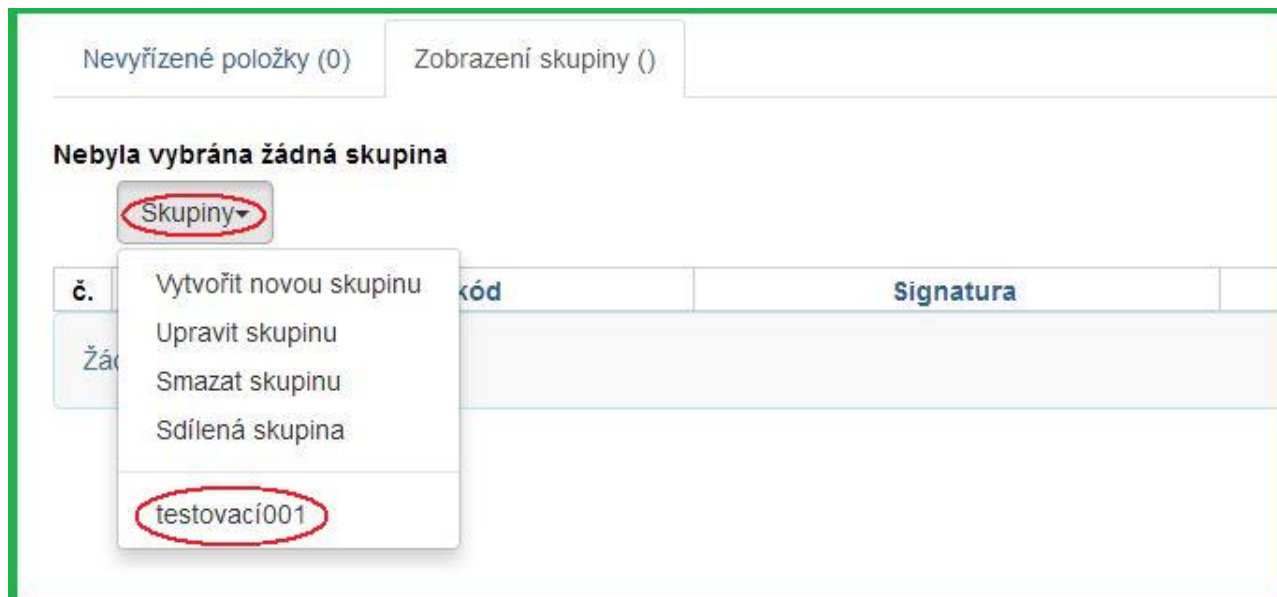 Nevyřízené položky (0) Zobrazení skupiny ()
Nebyla vybrána žádná skupina
Skupiny
č. kód Signatura
Vytvořit novou skupinu
Upravit skupinu
Smazat skupinu
Sdílená skupina
testovací001